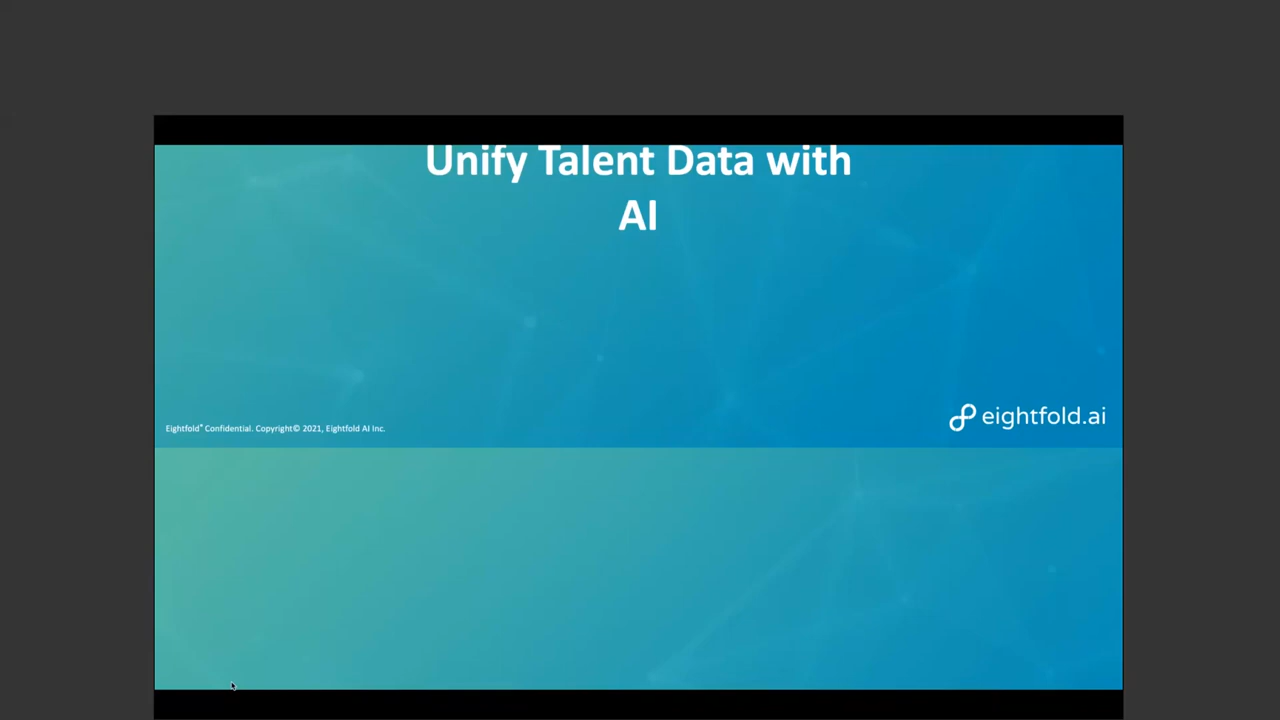 Unify Talent Data with
AI
Eightfold® Confidential. Copyright© 2021, Eightfold AI Inc.
eightfold.ai